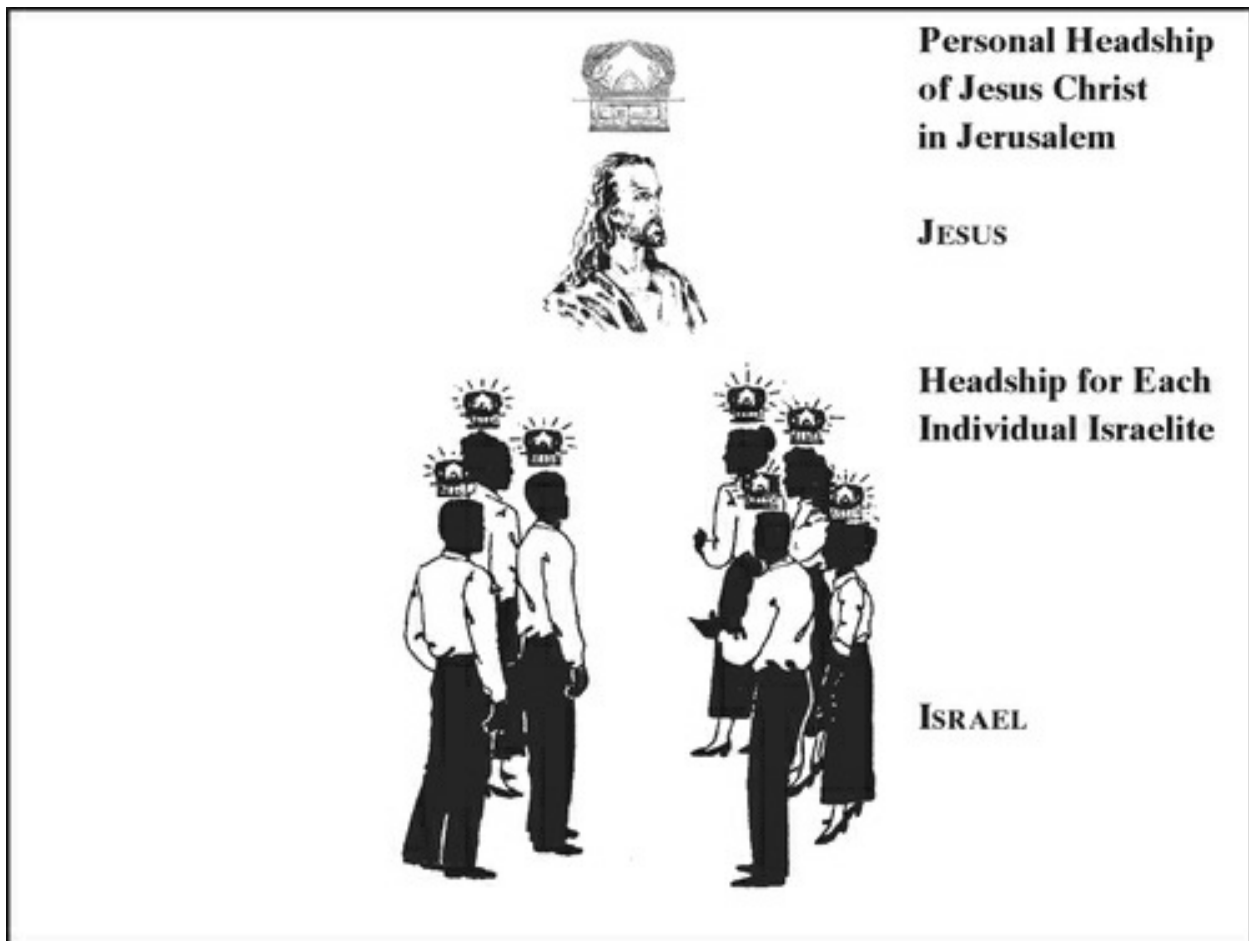 Personal Headship
of Jesus Christ
in Jerusalem
JESUS
Headship for Each
Individual Israelite
ISRAEL